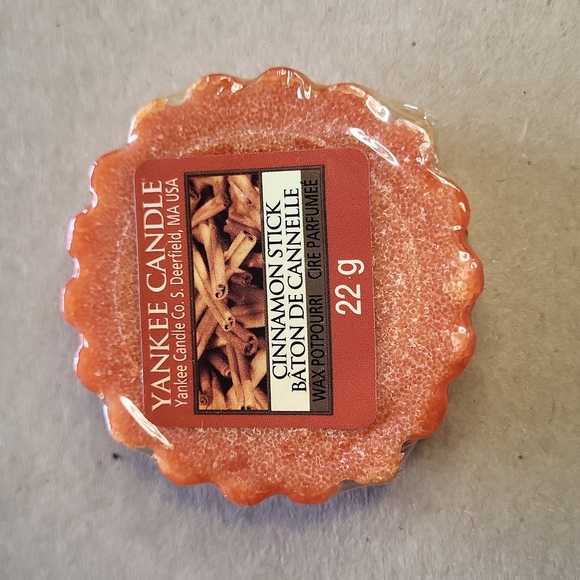 YANKEE CANDLE®
Yankee Candle Co. S. Deerfield, MA USA
CINNAMON STICK
BÂTON DE CANNELLE
WAX POTPOURRI CIRE PARFUMÉE
22 g